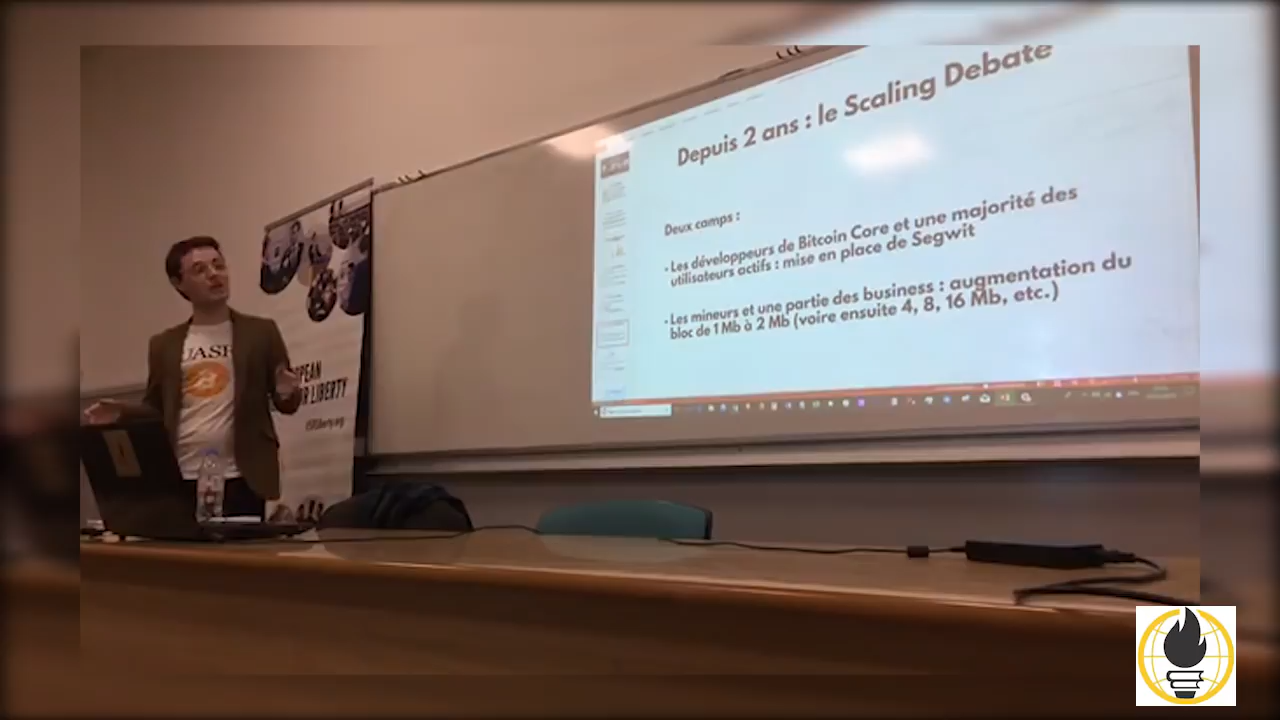 Depuis 2 ans : le Scaling Debate
Deux camps :
- Les développeurs de Bitcoin Core et une majorité des
utilisateurs actifs : mise en place de Segwit
- Les mineurs et une partie des business : augmentation du
bloc de 1 Mb à 2 Mb (voire ensuite 4, 8, 16 Mb, etc.)
LIBERTY